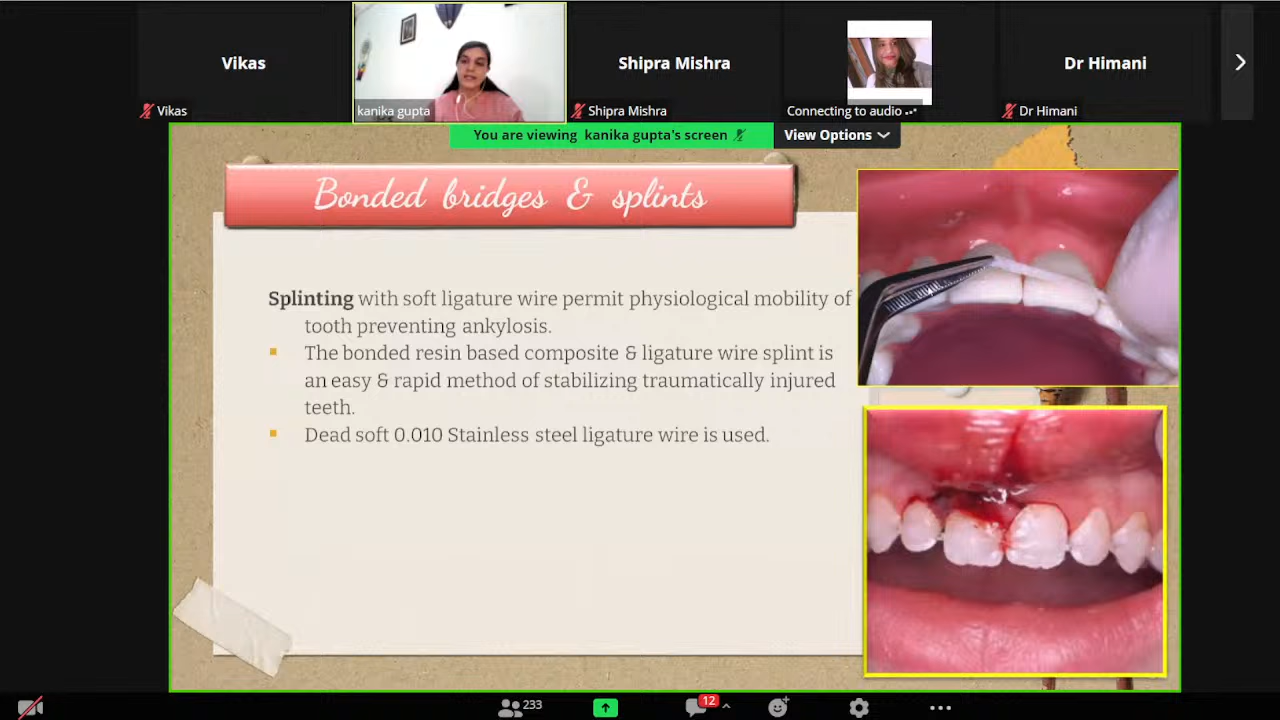 Vikas
Shipra Mishra
Dr Himani
Vikas
kanika gupta
Shipra Mishra
Connecting to audio
Dr Himani
You are viewing kanika gupta's screen
View Options
Bonded bridges & splints
Splinting with soft ligature wire permit physiological mobility of
tooth preventing ankylosis.
The bonded resin based composite & ligature wire splint is
an easy & rapid method of stabilizing traumatically injured
teeth.
Dead soft 0.010 Stainless steel ligature wire is used.
233
12